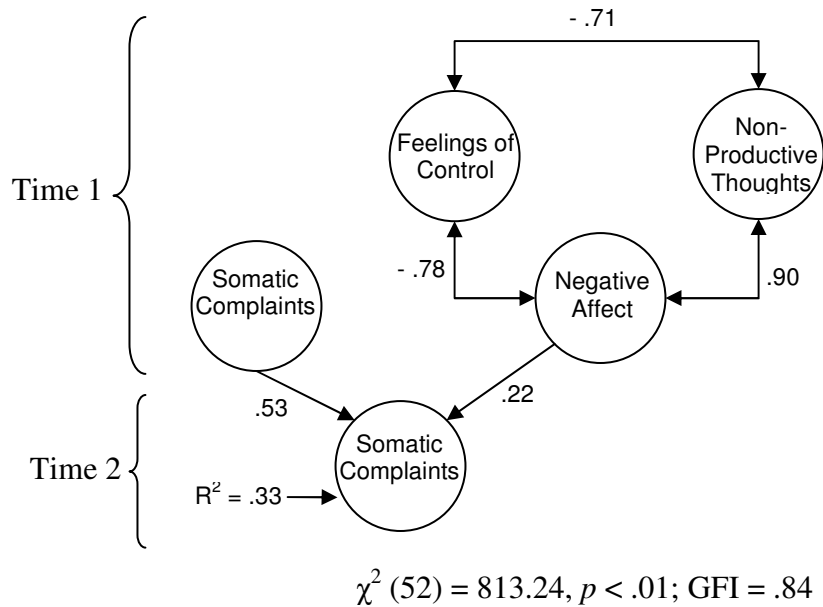 - .71
Feelings of
Control
Non-
Productive
Thoughts
Time 1
Somatic
Complaints
- .78
Negative
Affect
.90
.53
.22
Somatic
Complaints
Time 2
R² = .33
χ² (52) = 813.24, p < .01; GFI = .84